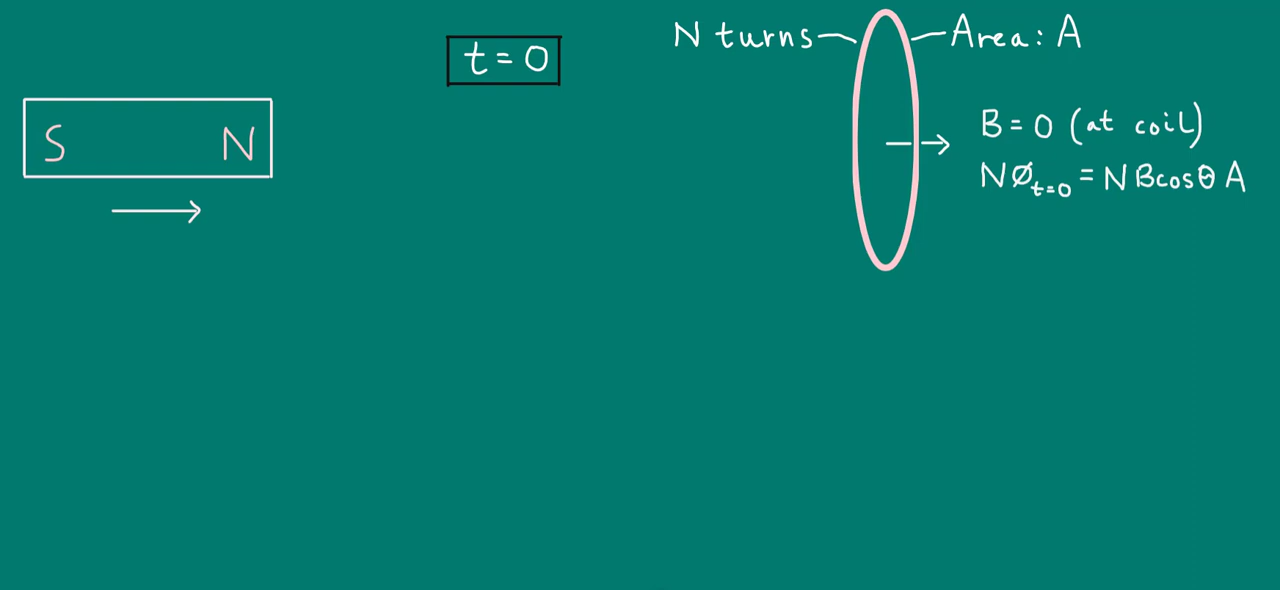 N turns
Area: A
t = 0
S N
B = 0 (at coil)
NØt=0 = N Bcosθ A